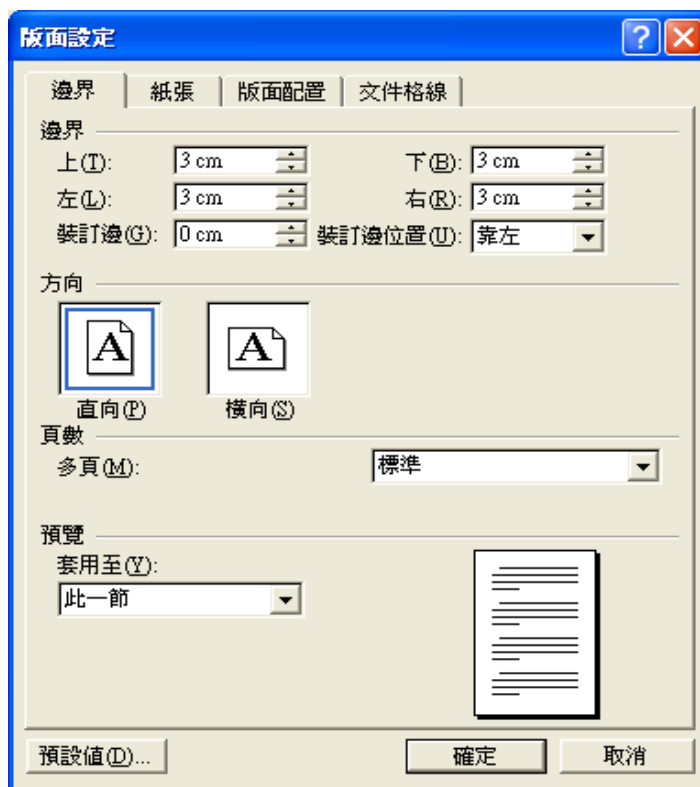 版面設定
邊界 紙張 版面配置 文件格線
邊界
上(T): 3 cm 下(B): 3 cm
左(L): 3 cm 右(R): 3 cm
裝訂邊(G): 0 cm 裝訂邊位置(U): 靠左
方向
A A
直向(P) 橫向(S)
頁數
多頁(M): 標準
預覽
套用至(Y):
此一節
預設値(D)... 確定 取消